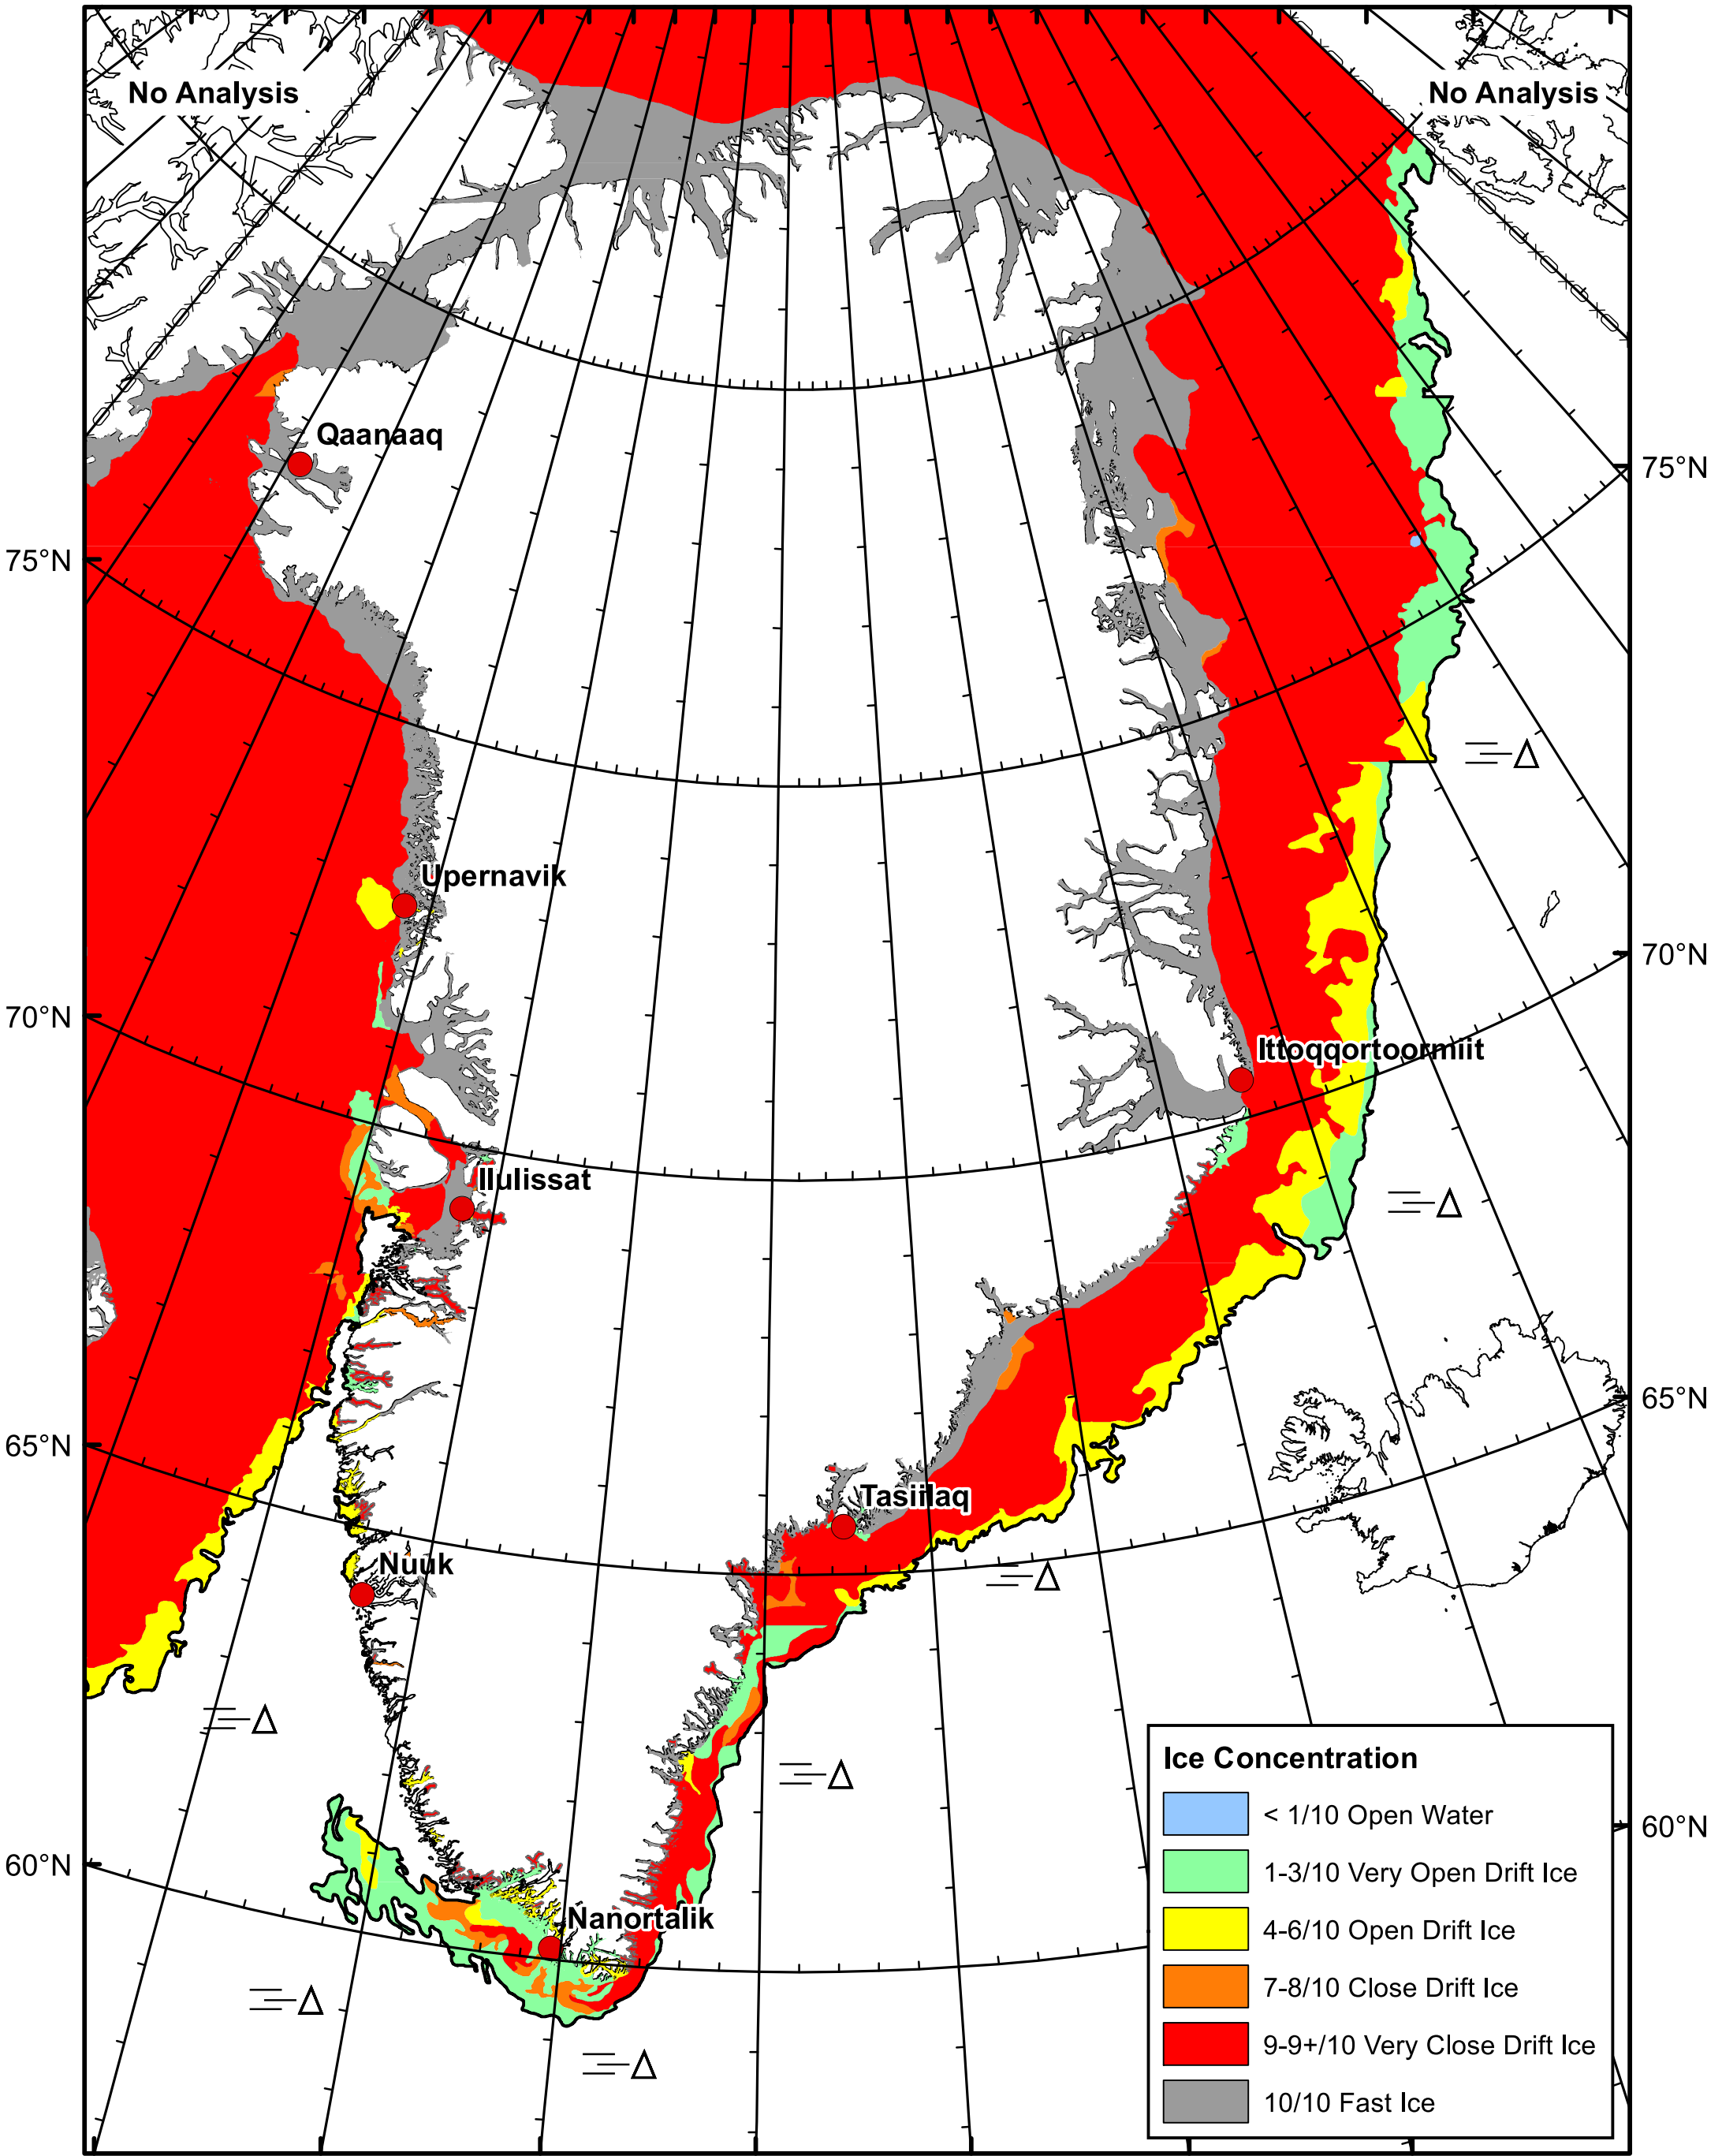 No Analysis
No Analysis
Qaanaaq
75°N
75°N
Upernavik
70°N
70°N
Ittoqqortoormiit
Ilulissat
65°N
65°N
Tasiilaq
Nuuk
60°N
60°N
Nanortalik
Ice Concentration
< 1/10 Open Water
1-3/10 Very Open Drift Ice
4-6/10 Open Drift Ice
7-8/10 Close Drift Ice
9-9+/10 Very Close Drift Ice
10/10 Fast Ice